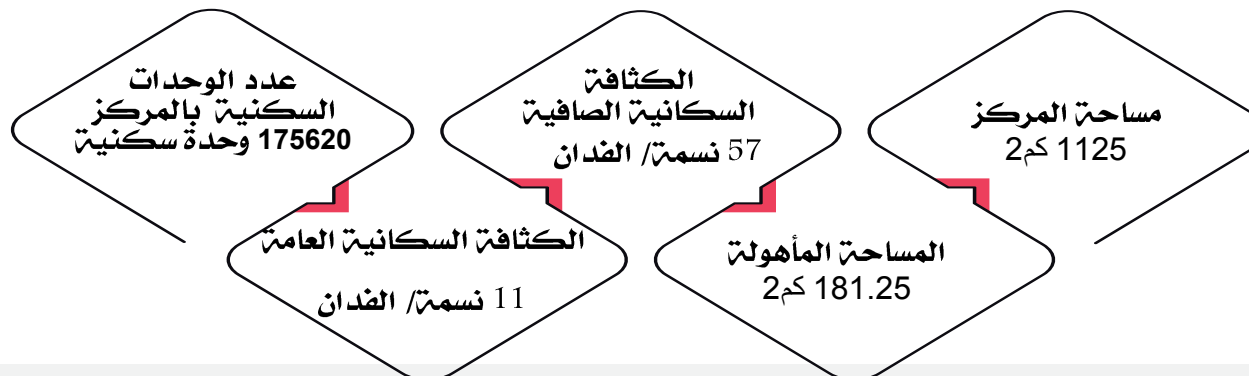 مساحة المركز
1125 كم2
المساحة المأهولة
181.25 كم2
الكثافة
السكانية الصافية
57 نسمة/ الفدان
الكثافة السكانية العامة
11 نسمة/ الفدان
عدد الوحدات
السكنية بالمركز
175620 وحدة سكنية